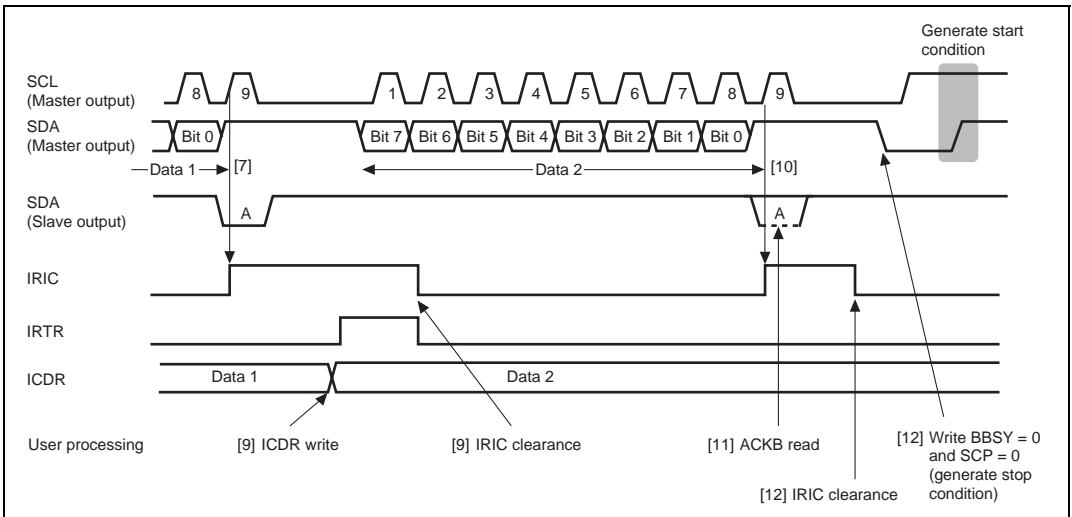 Generate start
condition
SCL
(Master output)
8 9 1 2 3 4 5 6 7 8 9
SDA
(Master output)
Bit 0 Bit 7 Bit 6 Bit 5 Bit 4 Bit 3 Bit 2 Bit 1 Bit 0
Data 1 [7] Data 2 [10]
SDA
(Slave output)
A A
IRIC
IRTR
ICDR
Data 1 Data 2
User processing
[9] ICDR write
[9] IRIC clearance
[11] ACKB read
[12] Write BBSY = 0
and SCP = 0
(generate stop
condition)
[12] IRIC clearance